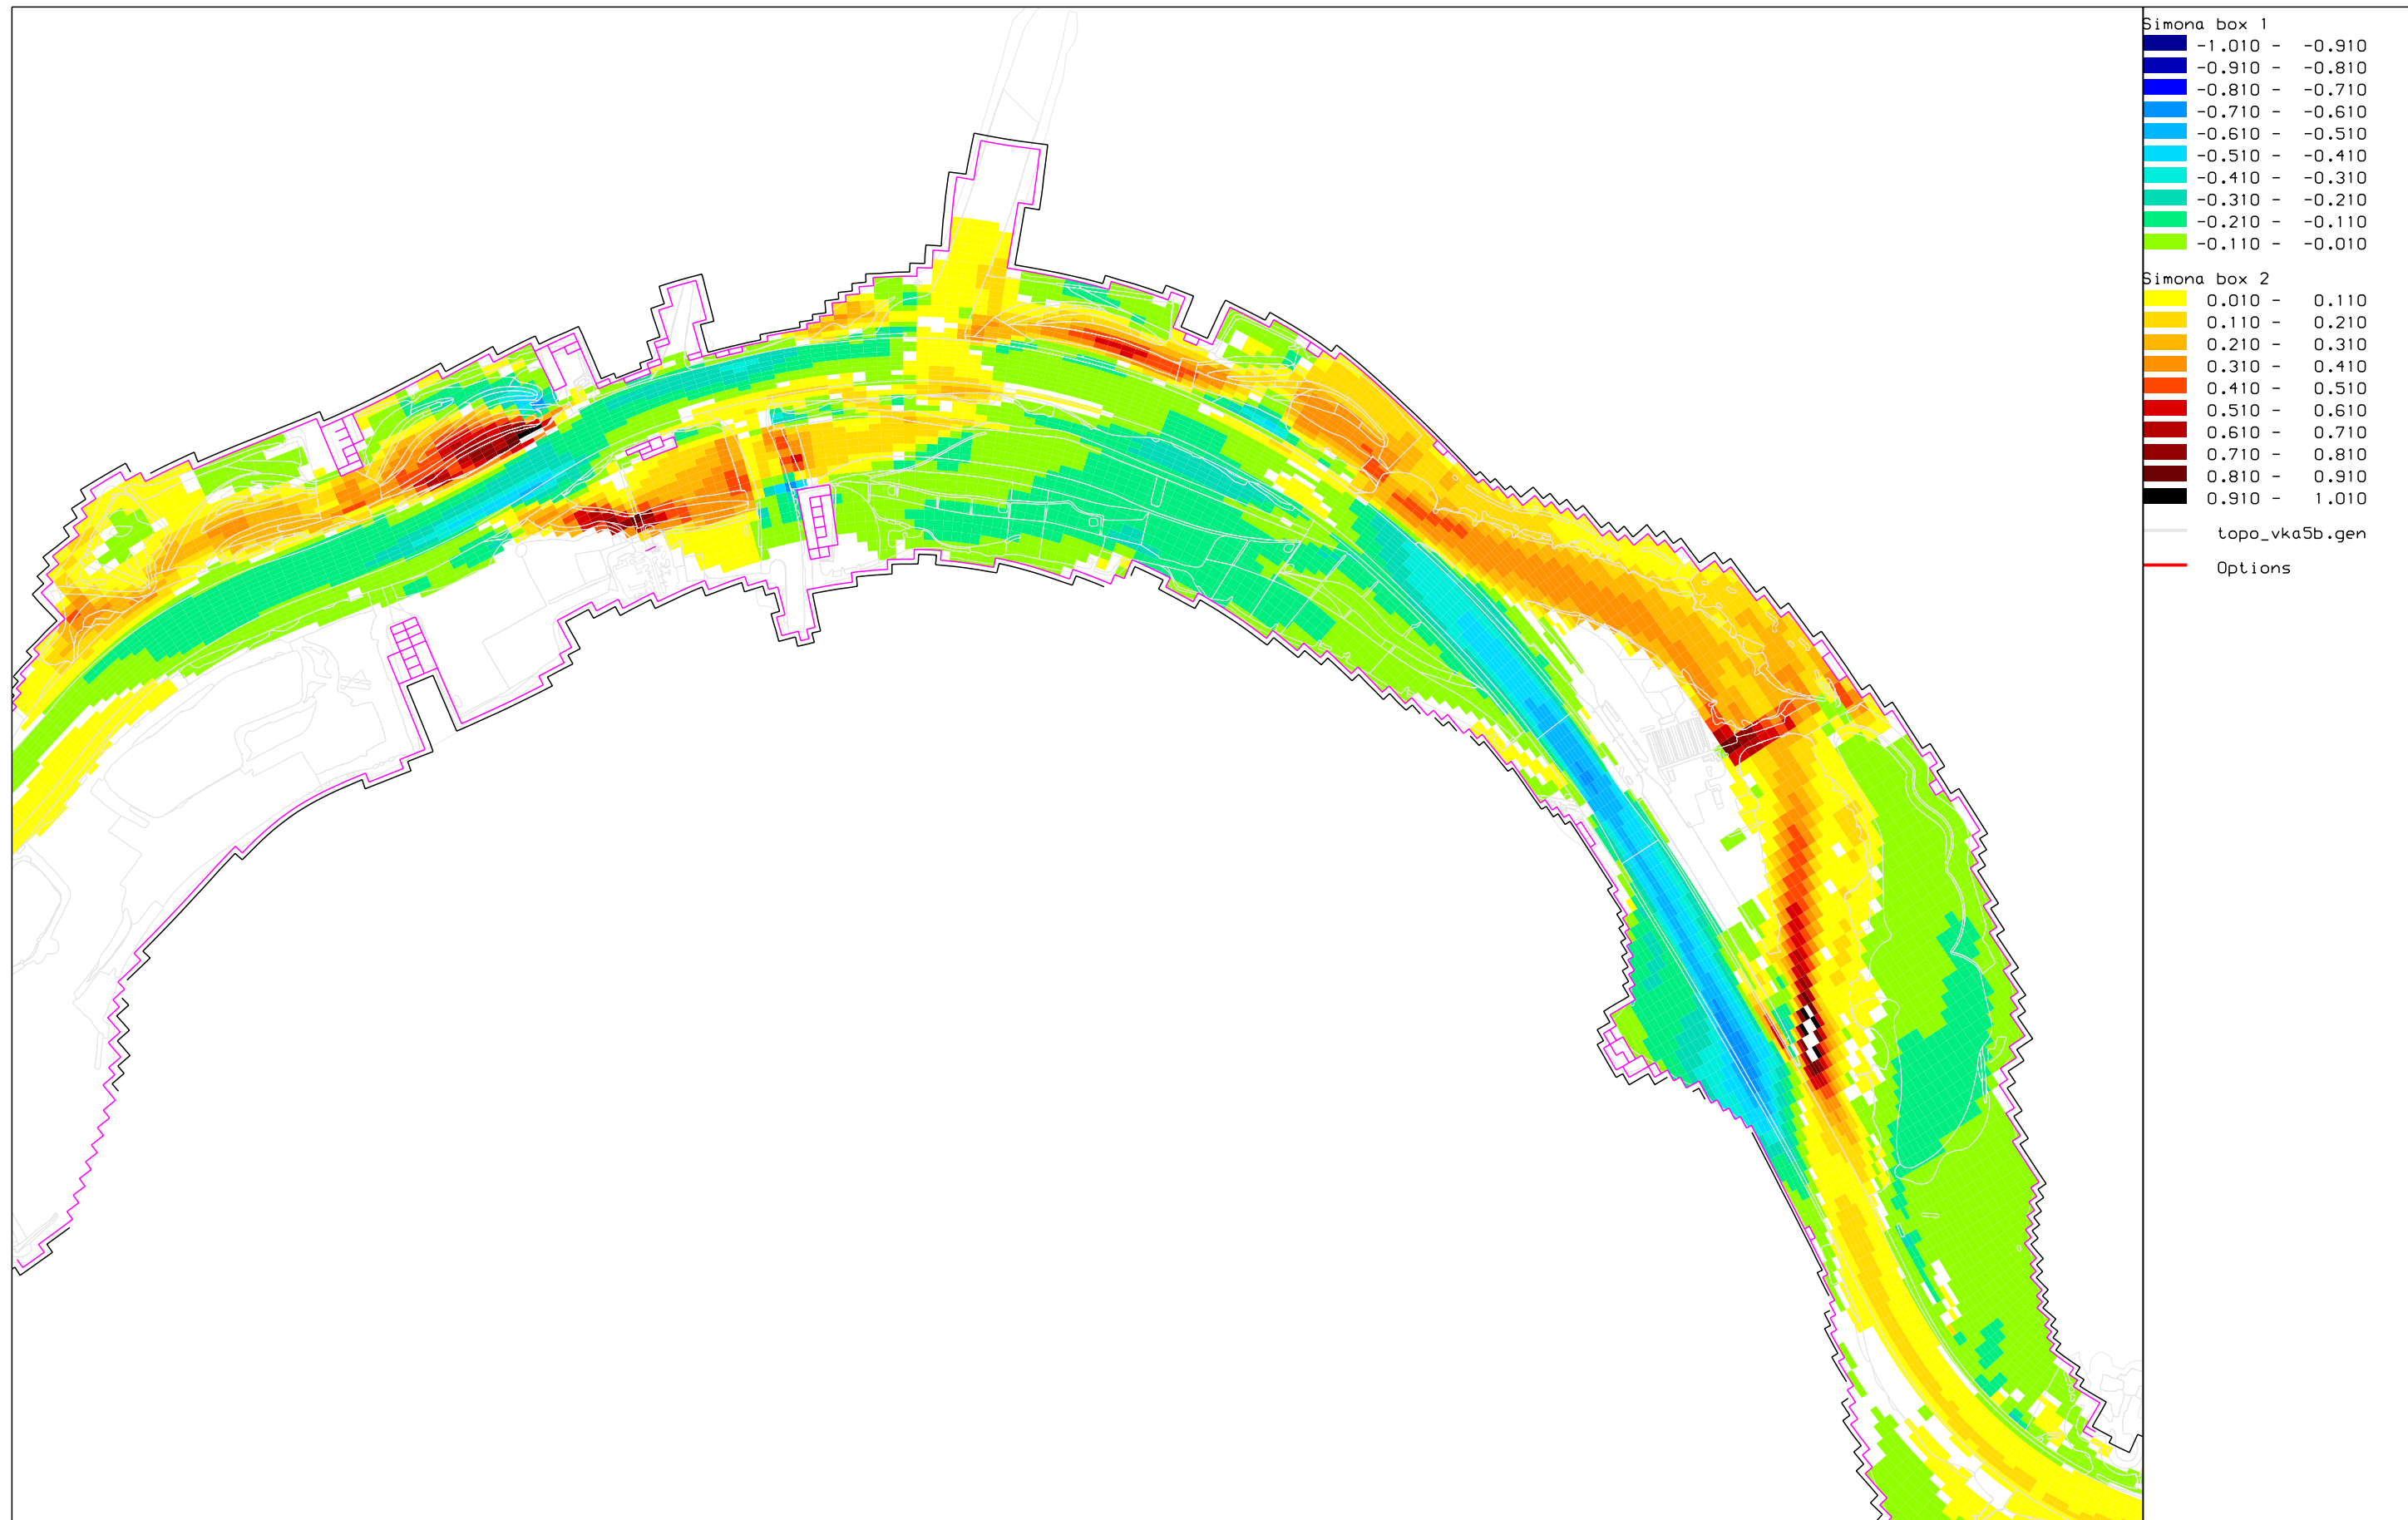 Simona box 1
-1.010 - -0.910
-0.910 - -0.810
-0.810 - -0.710
-0.710 - -0.610
-0.610 - -0.510
-0.510 - -0.410
-0.410 - -0.310
-0.310 - -0.210
-0.210 - -0.110
-0.110 - -0.010
Simona box 2
0.010 - 0.110
0.110 - 0.210
0.210 - 0.310
0.310 - 0.410
0.410 - 0.510
0.510 - 0.610
0.610 - 0.710
0.710 - 0.810
0.810 - 0.910
0.910 - 1.010
topo_vka5b.gen
Options